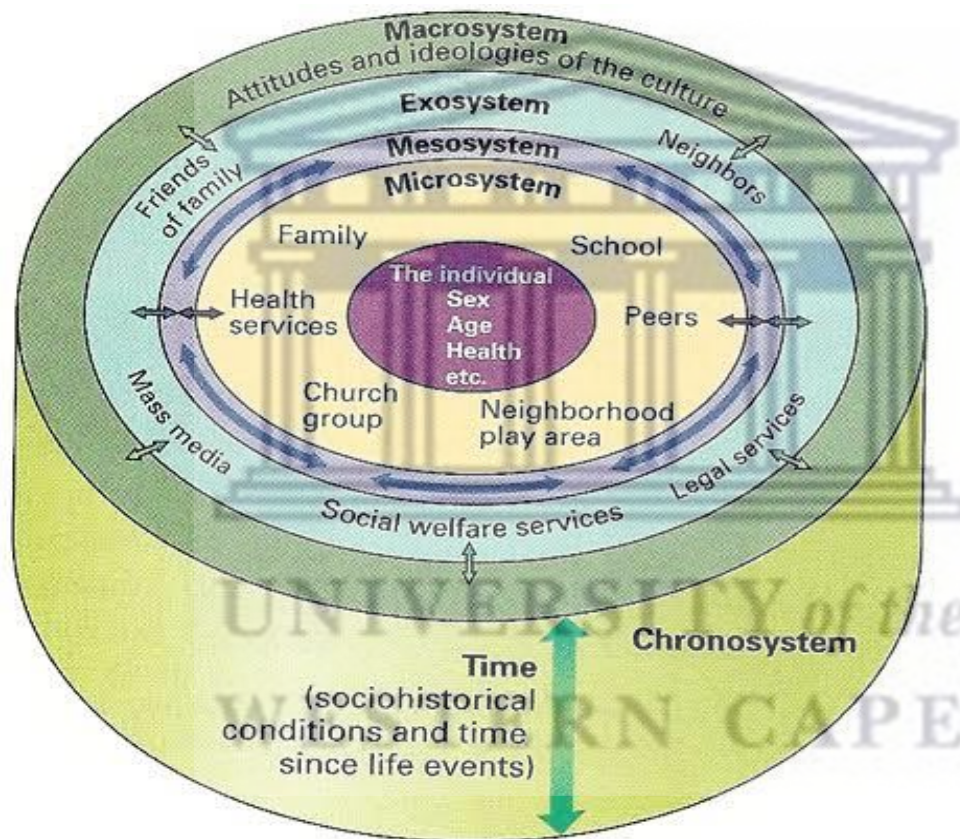 Macrosystem
Attitudes and ideologies of the culture
Exosystem
Mesosystem
Microsystem
Friends
of family
Neighbors
Family
School
The individual
Sex
Age
Health
etc.
Health
services
Peers
Church
group
Neighborhood
play area
Mass media
Legal services
Social welfare services
UNIVERSITY of the
Chronosystem
Time
(sociohistorical
conditions and time
since life events)
WESTERN CAPE